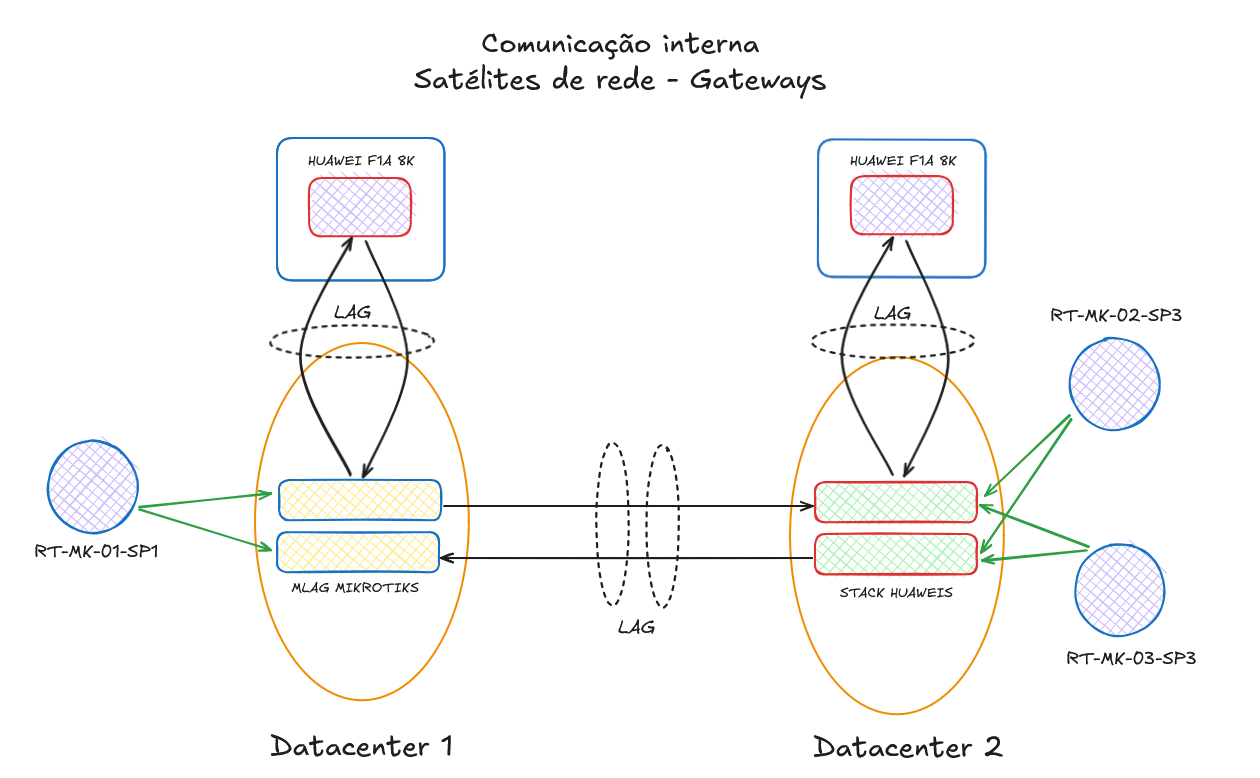 Comunicação interna
Satélites de rede - Gateways
HUAWEI F1A 8K
HUAWEI F1A 8K
LAG
LAG
RT-MK-02-SP3
RT-MK-01-SP1
MLAG MIKROTIKS
STACK HUAWEIS
LAG
RT-MK-03-SP3
Datacenter 1
Datacenter 2